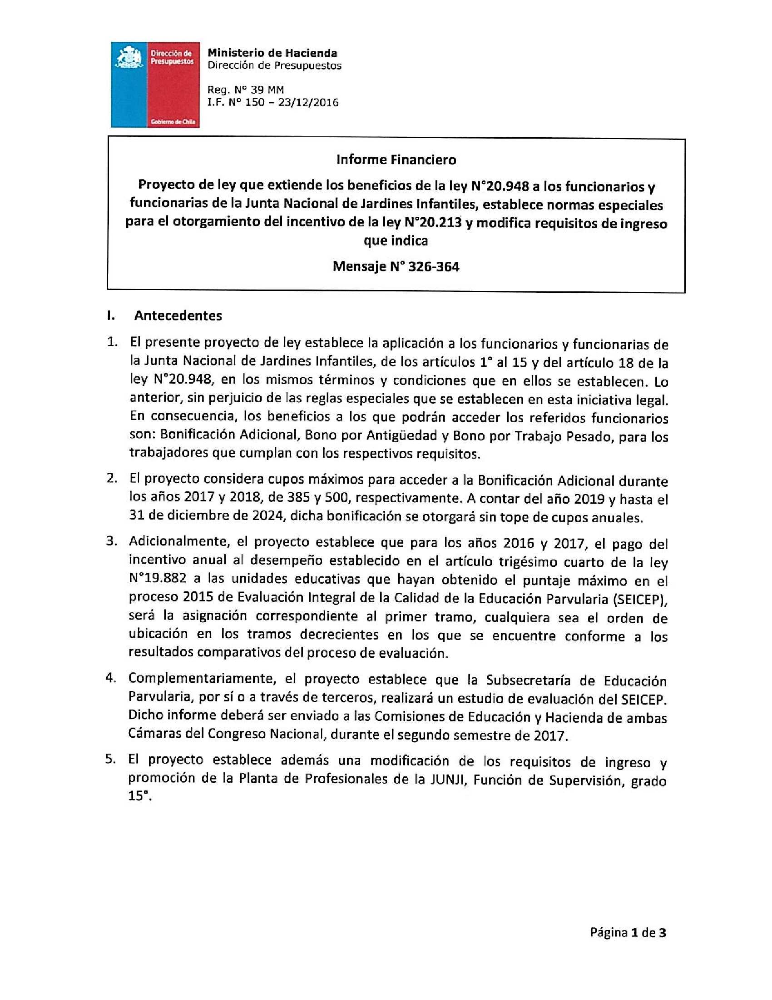 Dirección de
Presupuestos
Gobierno de Chile
Ministerio de Hacienda
Dirección de Presupuestos
Reg. Nº 39 MM
I.F. Nº 150 – 23/12/2016
Informe Financiero
Proyecto de ley que extiende los beneficios de la ley N°20.948 a los funcionarios y
funcionarias de la Junta Nacional de Jardines Infantiles, establece normas especiales
para el otorgamiento del incentivo de la ley N°20.213 y modifica requisitos de ingreso
que indica
Mensaje N° 326-364
I. Antecedentes
1. El presente proyecto de ley establece la aplicación a los funcionarios y funcionarias de
la Junta Nacional de Jardines Infantiles, de los artículos 1° al 15 y del artículo 18 de la
ley N°20.948, en los mismos términos y condiciones que en ellos se establecen. Lo
anterior, sin perjuicio de las reglas especiales que se establecen en esta iniciativa legal.
En consecuencia, los beneficios a los que podrán acceder los referidos funcionarios
son: Bonificación Adicional, Bono por Antigüedad y Bono por Trabajo Pesado, para los
trabajadores que cumplan con los respectivos requisitos.
2. El proyecto considera cupos máximos para acceder a la Bonificación Adicional durante
los años 2017 y 2018, de 385 y 500, respectivamente. A contar del año 2019 y hasta el
31 de diciembre de 2024, dicha bonificación se otorgará sin tope de cupos anuales.
3. Adicionalmente, el proyecto establece que para los años 2016 y 2017, el pago del
incentivo anual al desempeño establecido en el artículo trigésimo cuarto de la ley
N°19.882 a las unidades educativas que hayan obtenido el puntaje máximo en el
proceso 2015 de Evaluación Integral de la Calidad de la Educación Parvularia (SEICEP),
será la asignación correspondiente al primer tramo, cualquiera sea el orden de
ubicación en los tramos decrecientes en los que se encuentre conforme a los
resultados comparativos del proceso de evaluación.
4. Complementariamente, el proyecto establece que la Subsecretaría de Educación
Parvularia, por sí o a través de terceros, realizará un estudio de evaluación del SEICEP.
Dicho informe deberá ser enviado a las Comisiones de Educación y Hacienda de ambas
Cámaras del Congreso Nacional, durante el segundo semestre de 2017.
5. El proyecto establece además una modificación de los requisitos de ingreso y
promoción de la Planta de Profesionales de la JUNJI, Función de Supervisión, grado
15°.
Página 1 de 3